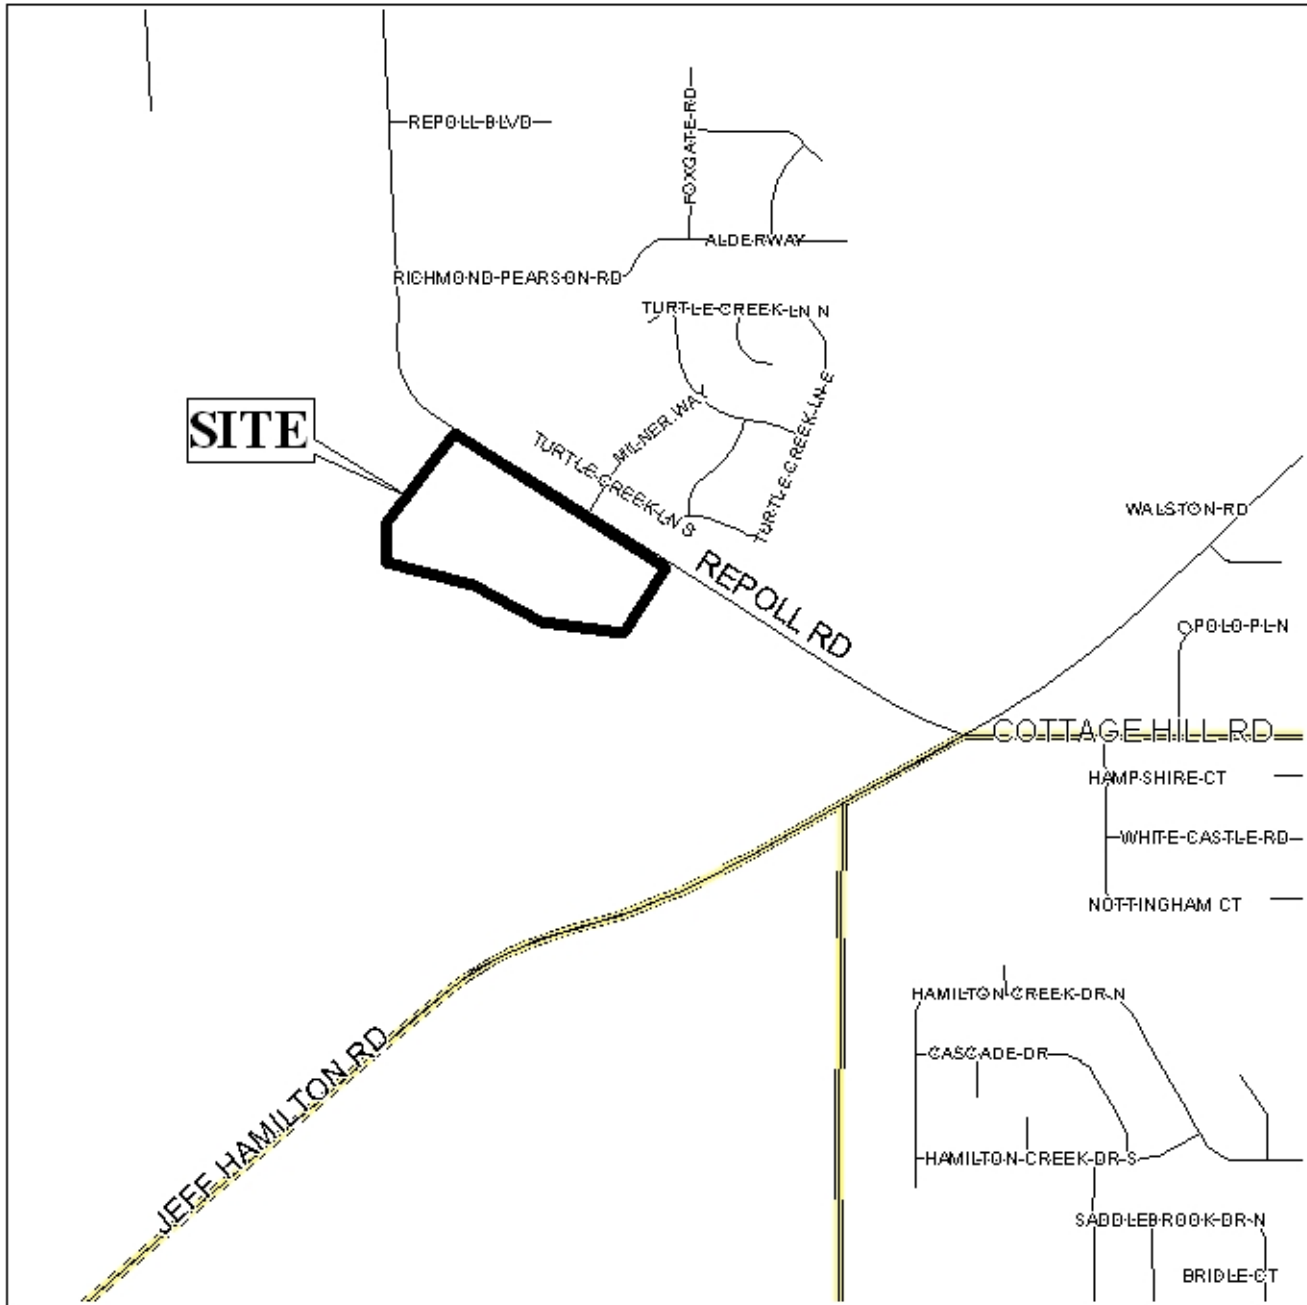 REPOLL BLVD
FOXGATE RD
ALDERWAY
RICHMOND PEARSON RD
TURTLE CREEK LN N
TURTLE CREEK LN E
MILNER WAY
SITE
TURTLE CREEK LN S
REPOLL RD
WALSTON RD
POLO PL N
COTTAGE HILL RD
HAMPSHIRE CT
WHITE CASTLE RD
NOTTINGHAM CT
HAMILTON CREEK DR N
CASCADE DR
JEFF HAMILTON RD
HAMILTON CREEK DR S
SADDLEBROOK DR N
BRIDLE CT